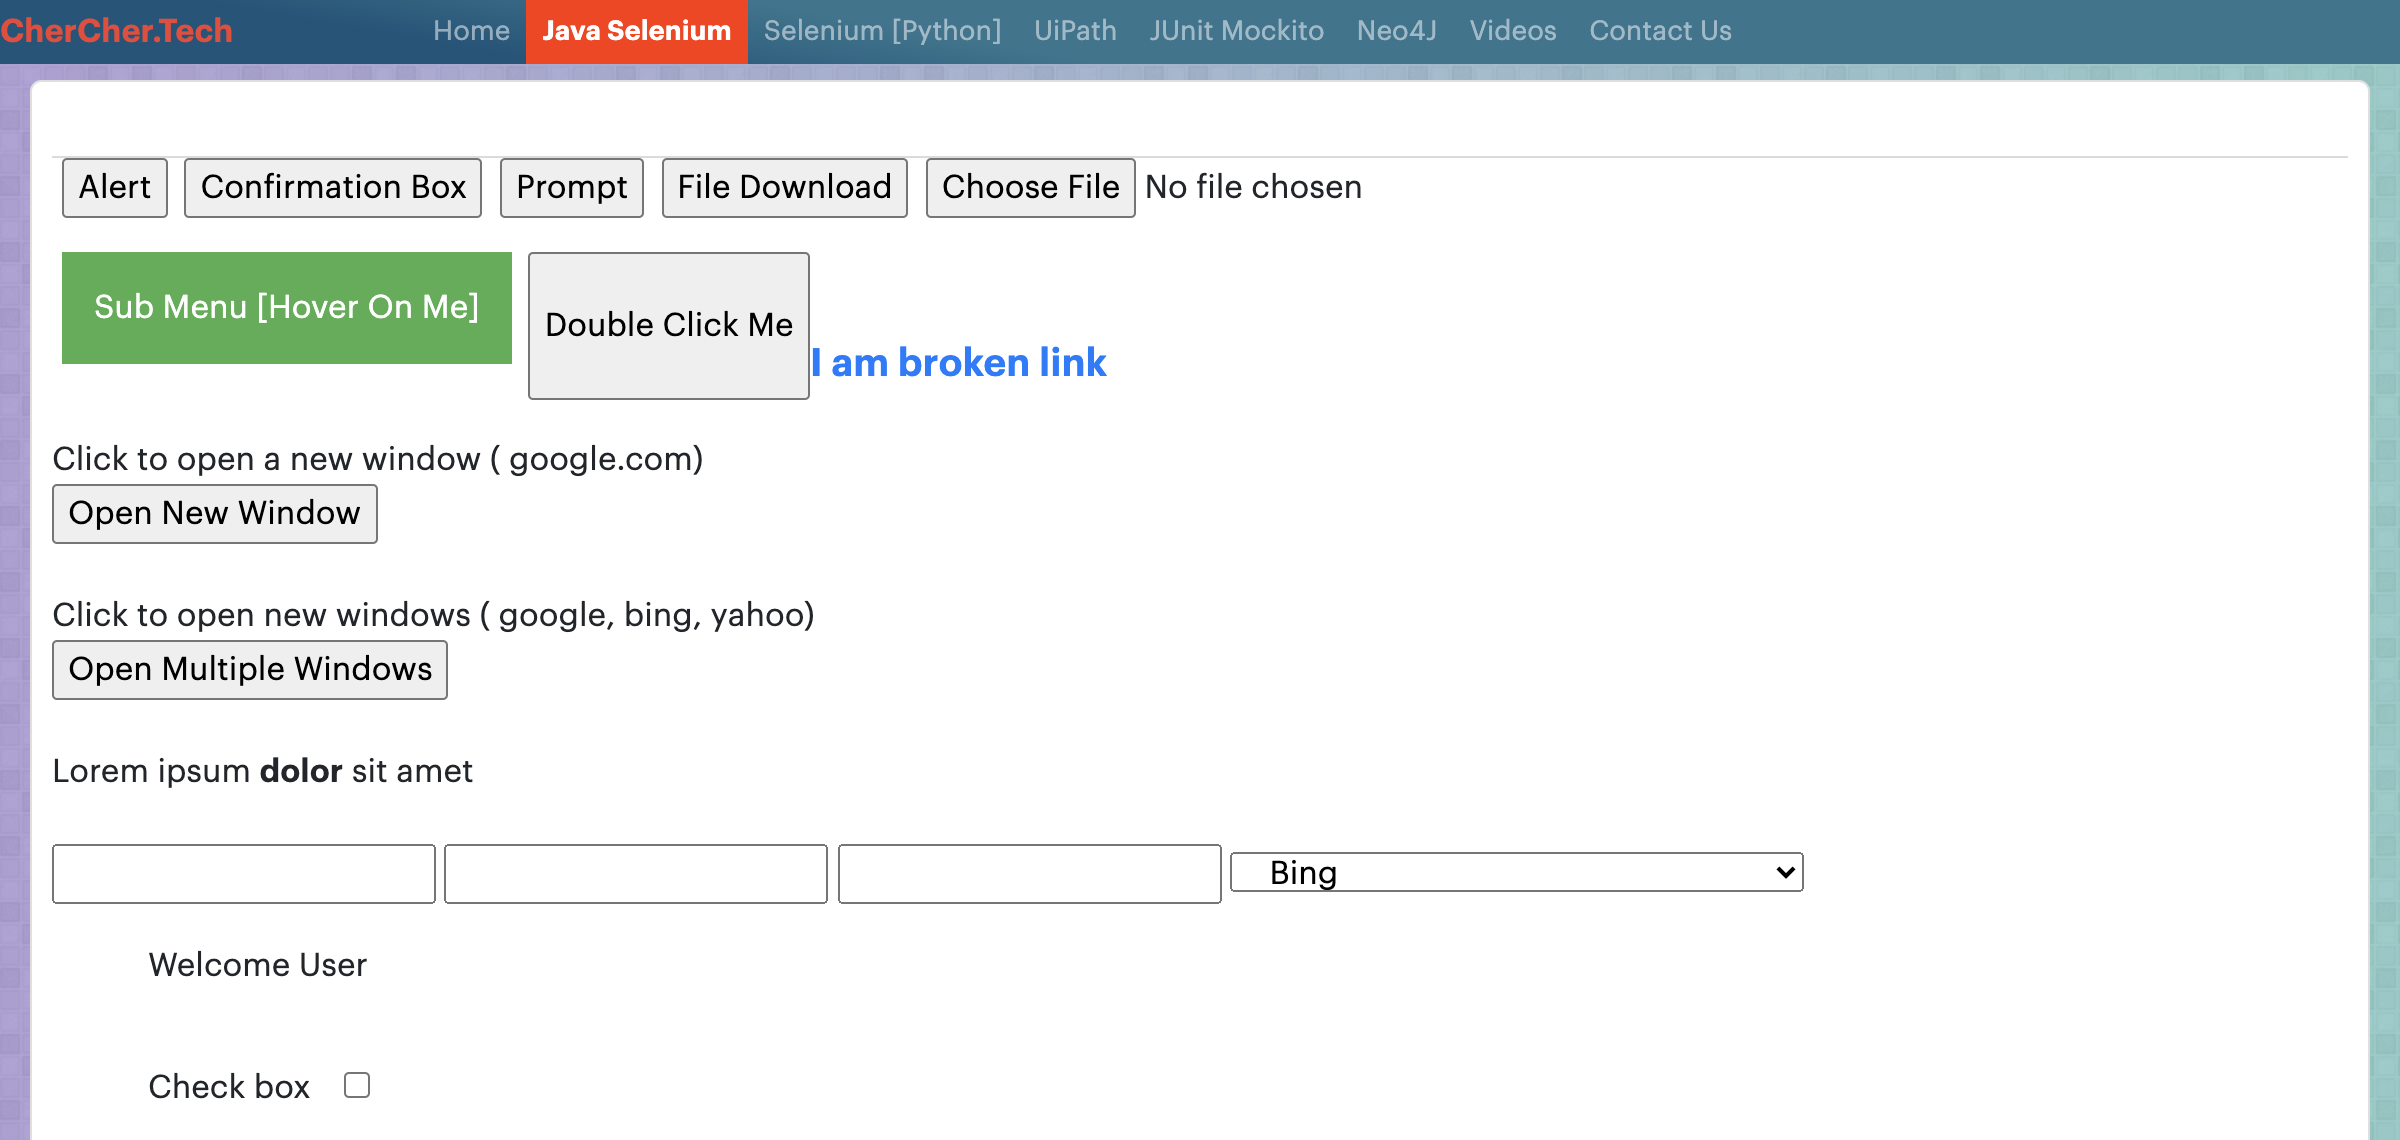 CherCher.Tech Home Java Selenium Selenium [Python] UiPath JUnit Mockito Neo4J Videos Contact Us
Alert Confirmation Box Prompt File Download Choose File No file chosen
Sub Menu [Hover On Me] Double Click Me I am broken link
Click to open a new window ( google.com)
Open New Window
Click to open new windows ( google, bing, yahoo)
Open Multiple Windows
Lorem ipsum dolor sit amet
Bing
Welcome User
Check box